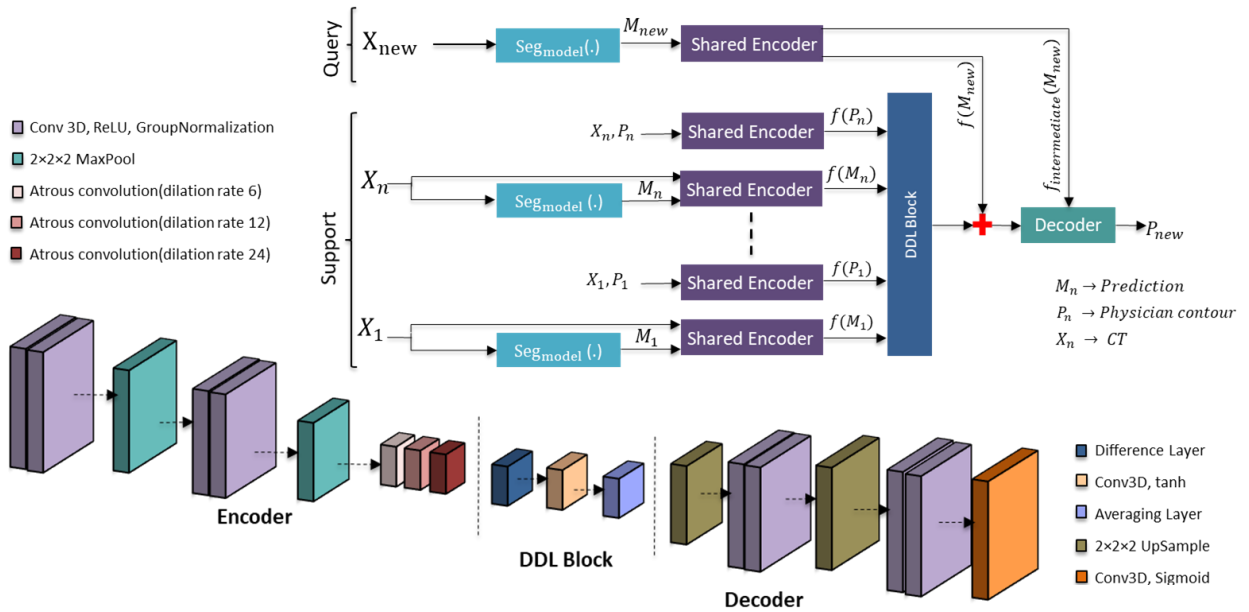 Query
X_new
Seg_model(.)
M_new
Shared Encoder
f(M_new)
f_intermediate(M_new)
Conv 3D, ReLU, GroupNormalization
2×2×2 MaxPool
Atrous convolution(dilation rate 6)
Atrous convolution(dilation rate 12)
Atrous convolution(dilation rate 24)
Support
X_n, P_n
Shared Encoder
f(P_n)
X_n
Seg_model(.)
M_n
Shared Encoder
f(M_n)
X_1, P_1
Shared Encoder
f(P_1)
X_1
Seg_model(.)
M_1
Shared Encoder
f(M_1)
DDL Block
Decoder
P_new
M_n → Prediction
P_n → Physician contour
X_n → CT
Encoder
DDL Block
Decoder
Difference Layer
Conv3D, tanh
Averaging Layer
2×2×2 UpSample
Conv3D, Sigmoid